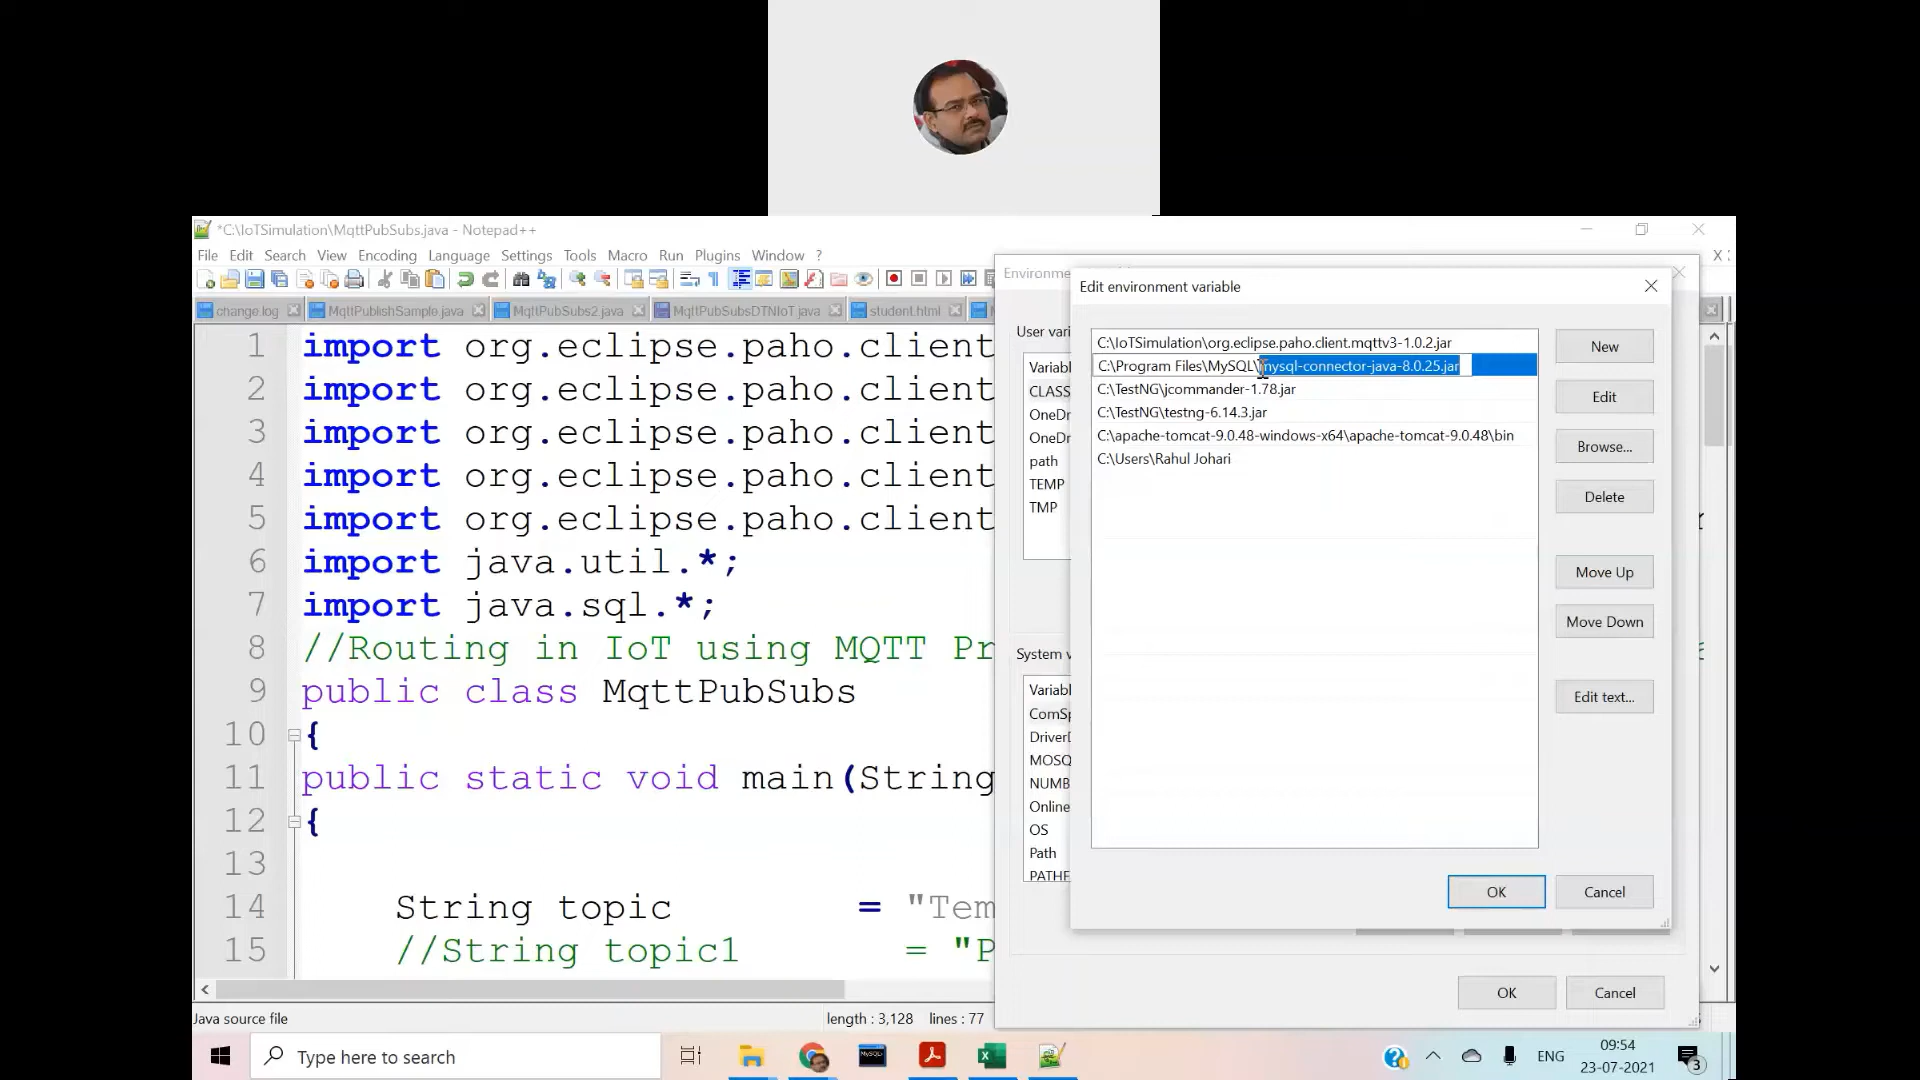 *C:\IoTSimulation\MqttPubSubs.java - Notepad++
File Edit Search View Encoding Language Settings Tools Macro Run Plugins Window ?
change.log MqttPublishSample.java MqttPubSubs2.java MqttPubSubsDTNIoT.java student.html
1 import org.eclipse.paho.client
2 import org.eclipse.paho.client
3 import org.eclipse.paho.client
4 import org.eclipse.paho.client
5 import org.eclipse.paho.client
6 import java.util.*;
7 import java.sql.*;
8 //Routing in IoT using MQTT Pr
9 public class MqttPubSubs
10 {
11 public static void main(String
12 {
13
14 String topic = "Tem
15 //String topic1 = "P
Java source file length : 3,128 lines : 77
Environme
User vari
Variabl
CLASS
OneDr
OneDr
path
TEMP
TMP
System v
Variabl
ComSp
DriverD
MOSQ
NUMB
Online
OS
Path
PATHE
OK Cancel
Edit environment variable
C:\IoTSimulation\org.eclipse.paho.client.mqttv3-1.0.2.jar
C:\Program Files\MySQL\mysql-connector-java-8.0.25.jar
C:\TestNG\jcommander-1.78.jar
C:\TestNG\testng-6.14.3.jar
C:\apache-tomcat-9.0.48-windows-x64\apache-tomcat-9.0.48\bin
C:\Users\Rahul Johari
New
Edit
Browse...
Delete
Move Up
Move Down
Edit text...
OK Cancel
Type here to search
MySQL
ENG
09:54
23-07-2021
3